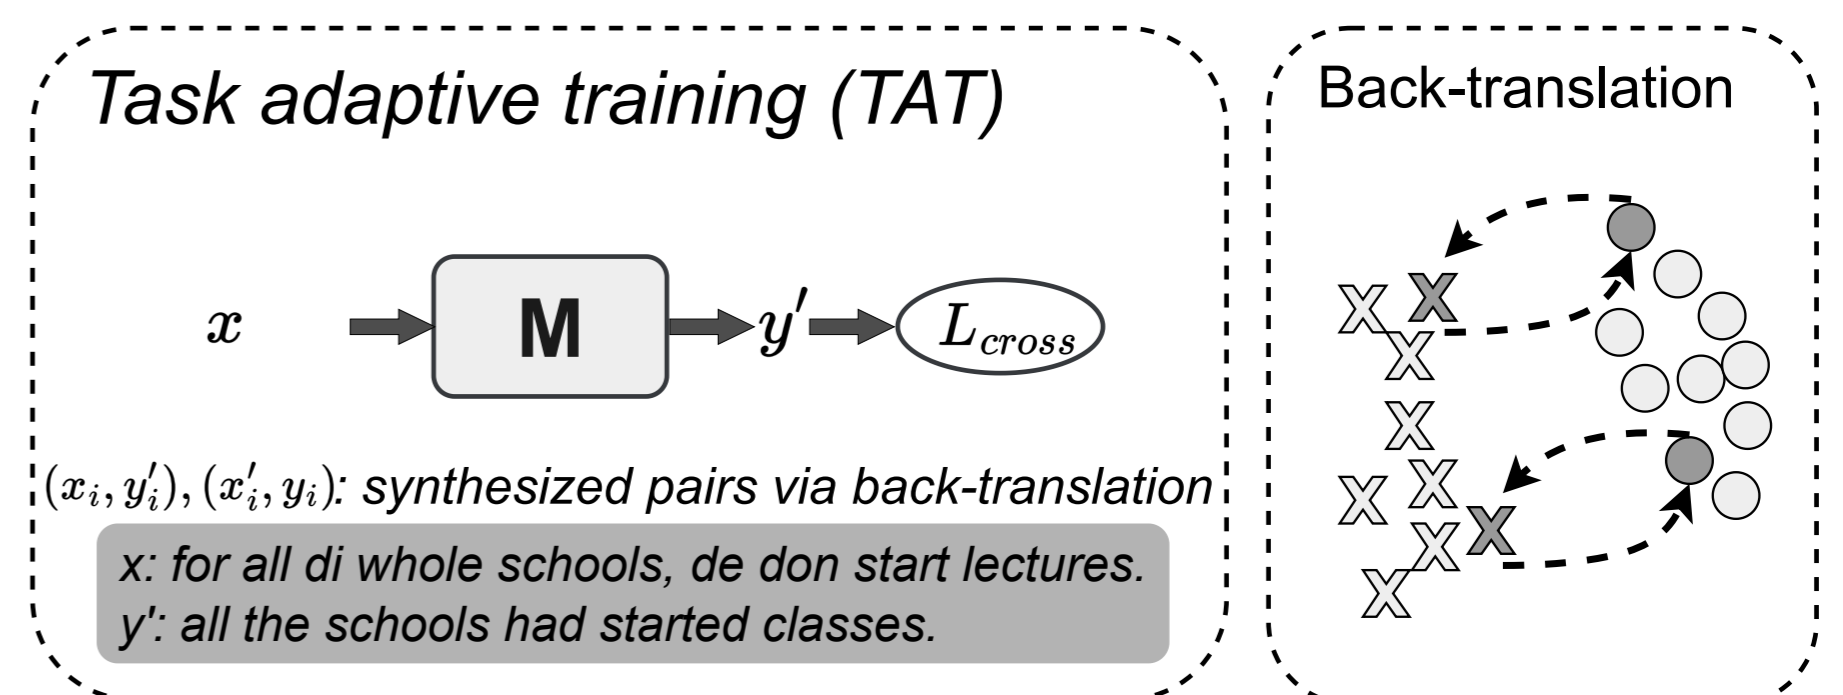 Task adaptive training (TAT)
x M y′ L_cross
(x_i, y′_i), (x′_i, y_i): synthesized pairs via back-translation
x: for all di whole schools, de don start lectures.
y': all the schools had started classes.
Back-translation
X X
X
X
X X
X X
X